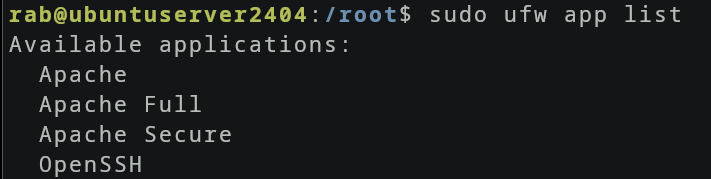 rab@ubuntuserver2404:/root$ sudo ufw app list
Available applications:
  Apache
  Apache Full
  Apache Secure
  OpenSSH